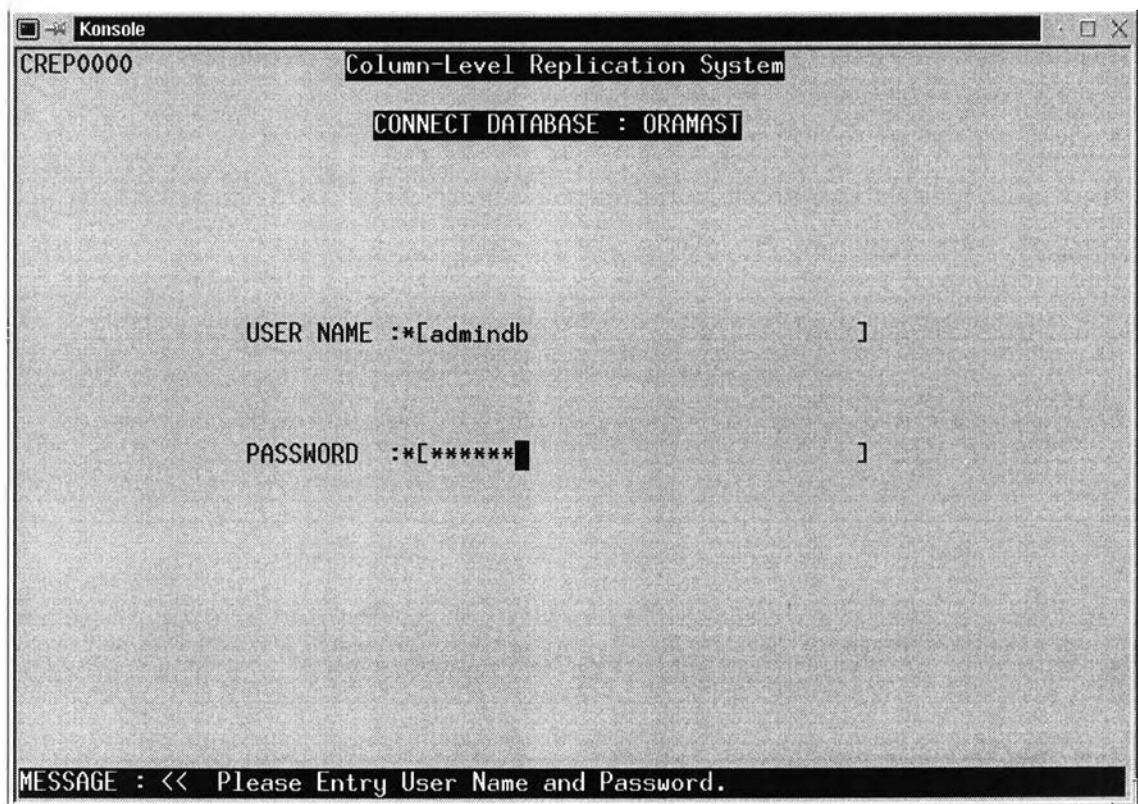 Konsole
CREP0000 Column-Level Replication System
CONNECT DATABASE : ORAMAST
USER NAME :*[admindb ]
PASSWORD :*[****** ]
MESSAGE : << Please Entry User Name and Password.